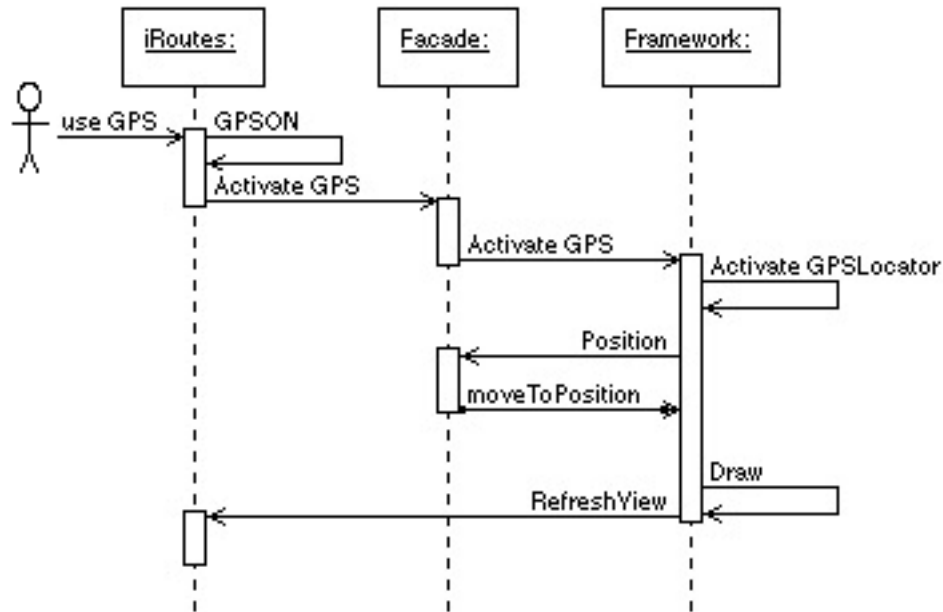 iRoutes:
Facade:
Framework:
use GPS
GPSON
Activate GPS
Activate GPS
Activate GPSLocator
Position
moveToPosition
Draw
RefreshView